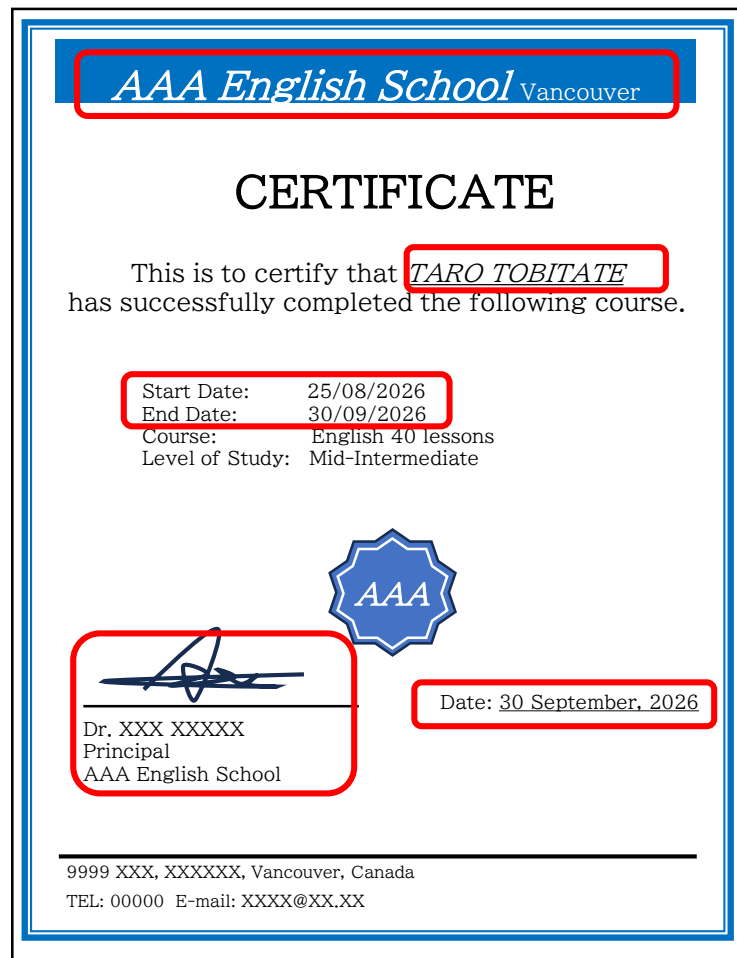 AAA English School Vancouver
CERTIFICATE
This is to certify that TARO TOBITATE
has successfully completed the following course.
Start Date: 25/08/2026
End Date: 30/09/2026
Course: English 40 lessons
Level of Study: Mid-Intermediate
AAA
Date: 30 September, 2026
Dr. XXX XXXXX
Principal
AAA English School
9999 XXX, XXXXXX, Vancouver, Canada
TEL: 00000 E-mail: XXXX@XX.XX